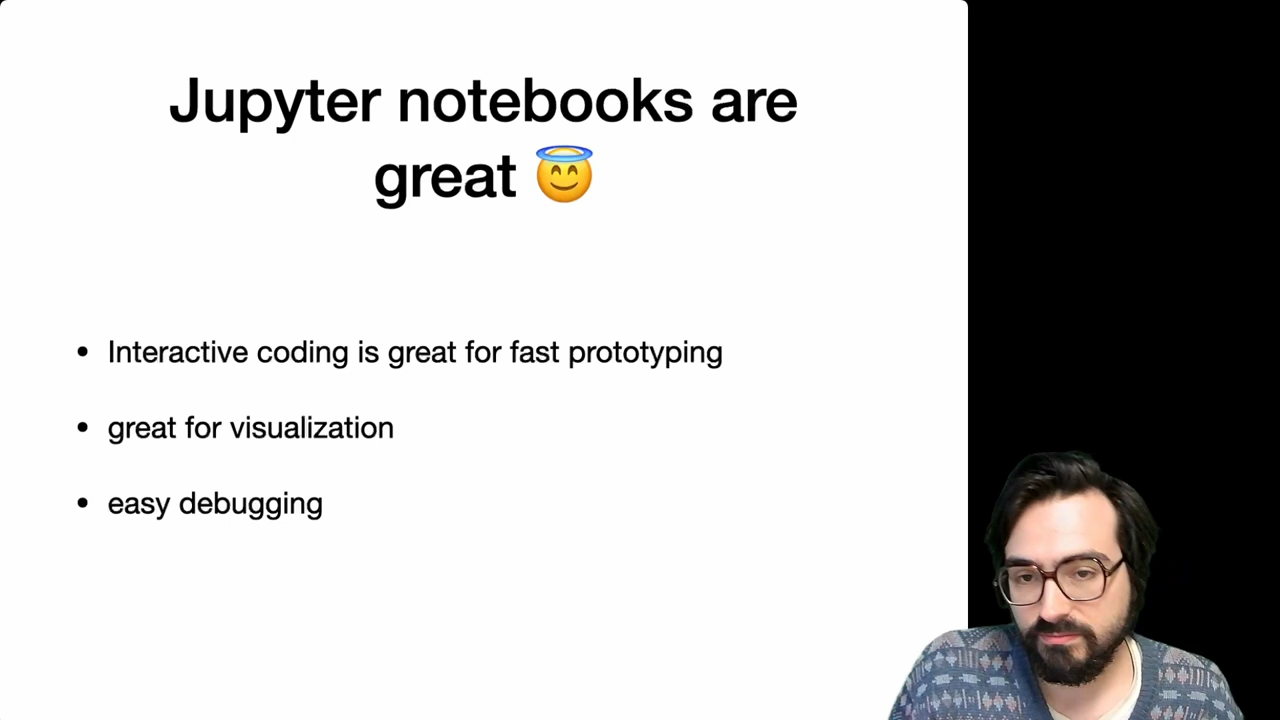 Jupyter notebooks are
great 😇
• Interactive coding is great for fast prototyping
• great for visualization
• easy debugging